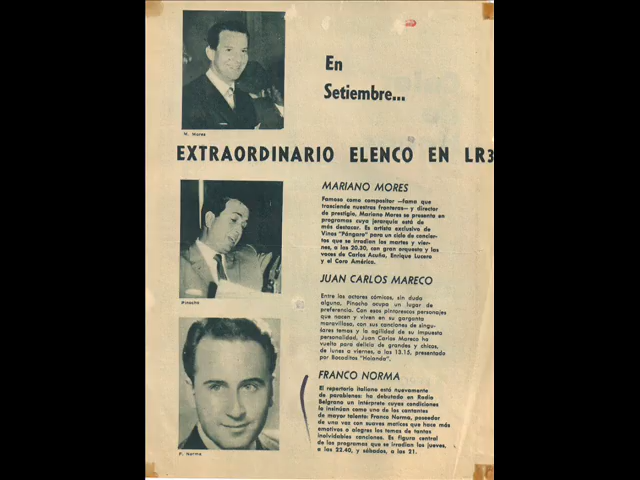 En
Setiembre...
M. Mores
EXTRAORDINARIO ELENCO EN LR3
MARIANO MORES
Famoso como compositor —fama que
trasciende nuestras fronteras— y director
de prestigio, Mariano Mores se presenta en
programas cuya jerarquía está de
más destacar. Es artista exclusivo de
Vinos "Pángaro" para un ciclo de concier-
tos que se irradian los martes y vier-
nes, a las 20.30, con gran orquesta y las
voces de Carlos Acuña, Enrique Lucero
y el Coro América.
Pinocho
JUAN CARLOS MARECO
Entre los actores cómicos, sin duda
alguna, Pinocho ocupa un lugar de
preferencia. Con esos pintorescos personajes
que nacen y viven en su garganta
maravillosa, con sus canciones de singu-
lares temas y la agilidad de su impuesta
personalidad, Juan Carlos Mareco ha
vuelto para delicia de grandes y chicos,
de lunes a viernes, a las 13.15, presentado
por Bocaditos "Holanda".
FRANCO NORMA
El repertorio italiano está nuevamente
de parabienes: ha debutado en Radio
Belgrano un intérprete cuyas condiciones
lo insinúan como uno de los cantantes
de mayor talento: Franco Norma, poseedor
de una voz con suaves matices que hace más
emotivos o alegres los temas de tantas
inolvidables canciones. Es figura central
de los programas que se irradian los jueves,
a las 22.40, y sábados, a las 21.
F. Norma